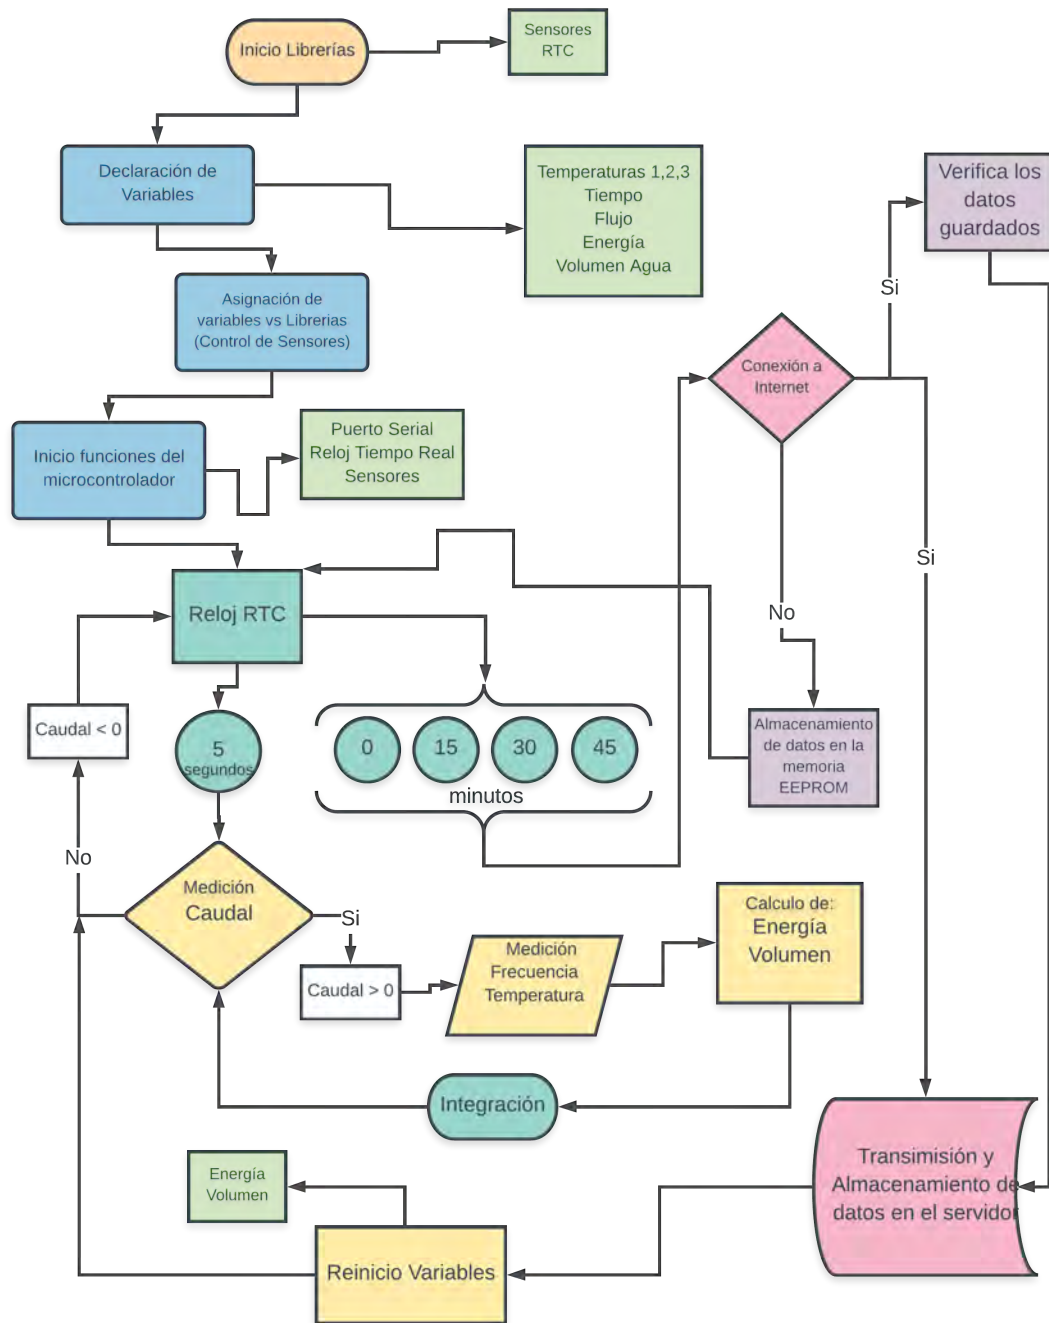 Inicio Librerías
Sensores
RTC
Declaración de
Variables
Temperaturas 1,2,3
Tiempo
Flujo
Energía
Volumen Agua
Verifica los
datos
guardados
Asignación de
variables vs Librerias
(Control de Sensores)
Si
Conexión a
Internet
Inicio funciones del
microcontrolador
Puerto Serial
Reloj Tiempo Real
Sensores
Si
No
Reloj RTC
Caudal < 0
5
segundos
0
15
30
45
minutos
Almacenamiento
de datos en la
memoria
EEPROM
No
Medición
Caudal
Si
Caudal > 0
Medición
Frecuencia
Temperatura
Calculo de:
Energía
Volumen
Integración
Transimisión y
Almacenamiento de
datos en el servidor
Energía
Volumen
Reinicio Variables